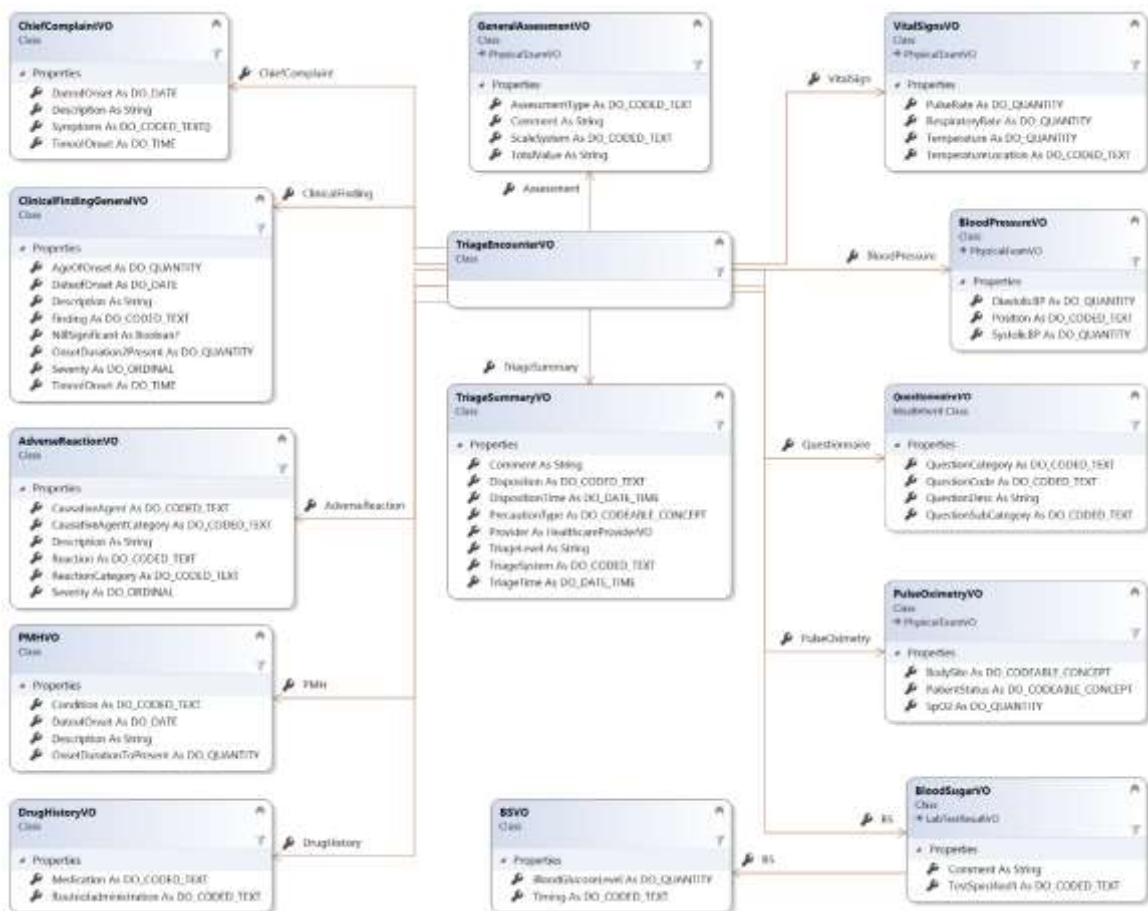 ChiefComplaintVO
Class
Properties
DateofOnset As DO_DATE
Description As String
Symptoms As DO_CODED_TEXT()
TimeofOnset As DO_TIME
ChiefComplaint
GeneralAssessmentVO
Class
PhysicalExamVO
Properties
AssessmentType As DO_CODED_TEXT
Comment As String
ScaleSystem As DO_CODED_TEXT
TotalValue As String
Assessment
VitalSignsVO
Class
PhysicalExamVO
Properties
PulseRate As DO_QUANTITY
RespiratoryRate As DO_QUANTITY
Temperature As DO_QUANTITY
TemperatureLocation As DO_CODED_TEXT
VitalSign
ClinicalFindingGeneralVO
Class
Properties
AgeOfOnset As DO_QUANTITY
DateofOnset As DO_DATE
Description As String
Finding As DO_CODED_TEXT
NillSignificant As Boolean?
OnsetDuration2Present As DO_QUANTITY
Severity As DO_ORDINAL
TimeofOnset As DO_TIME
ClinicalFinding
TriageEncounterVO
Class
BloodPressureVO
Class
PhysicalExamVO
Properties
DiastolicBP As DO_QUANTITY
Position As DO_CODED_TEXT
SystolicBP As DO_QUANTITY
BloodPressure
TriageSummary
TriageSummaryVO
Class
Properties
Comment As String
Disposition As DO_CODED_TEXT
DispositionTime As DO_DATE_TIME
PrecautionType As DO_CODEABLE_CONCEPT
Provider As HealthcareProviderVO
TriageLevel As String
TriageSystem As DO_CODED_TEXT
TriageTime As DO_DATE_TIME
QuestionnaireVO
MustInherit Class
Properties
QuestionCategory As DO_CODED_TEXT
QuestionCode As DO_CODED_TEXT
QuestionDesc As String
QuestionSubCategory As DO_CODED_TEXT
Questionnaire
AdverseReactionVO
Class
Properties
CausativeAgent As DO_CODED_TEXT
CausativeAgentCategory As DO_CODED_TEXT
Description As String
Reaction As DO_CODED_TEXT
ReactionCategory As DO_CODED_TEXT
Severity As DO_ORDINAL
AdverseReaction
PulseOximetryVO
Class
PhysicalExamVO
Properties
BodySite As DO_CODEABLE_CONCEPT
PatientStatus As DO_CODEABLE_CONCEPT
SpO2 As DO_QUANTITY
PulseOximetry
PMHVO
Class
Properties
Condition As DO_CODED_TEXT
DateofOnset As DO_DATE
Description As String
OnsetDurationToPresent As DO_QUANTITY
PMH
DrugHistoryVO
Class
Properties
Medication As DO_CODED_TEXT
As DO_CODED_TEXT
DrugHistory
BSVO
Class
Properties
BloodGlucoseLevel As DO_QUANTITY
Timing As DO_CODED_TEXT
BS
BS
BloodSugarVO
Class
LabTestResultVO
Properties
Comment As String
As DO_CODED_TEXT